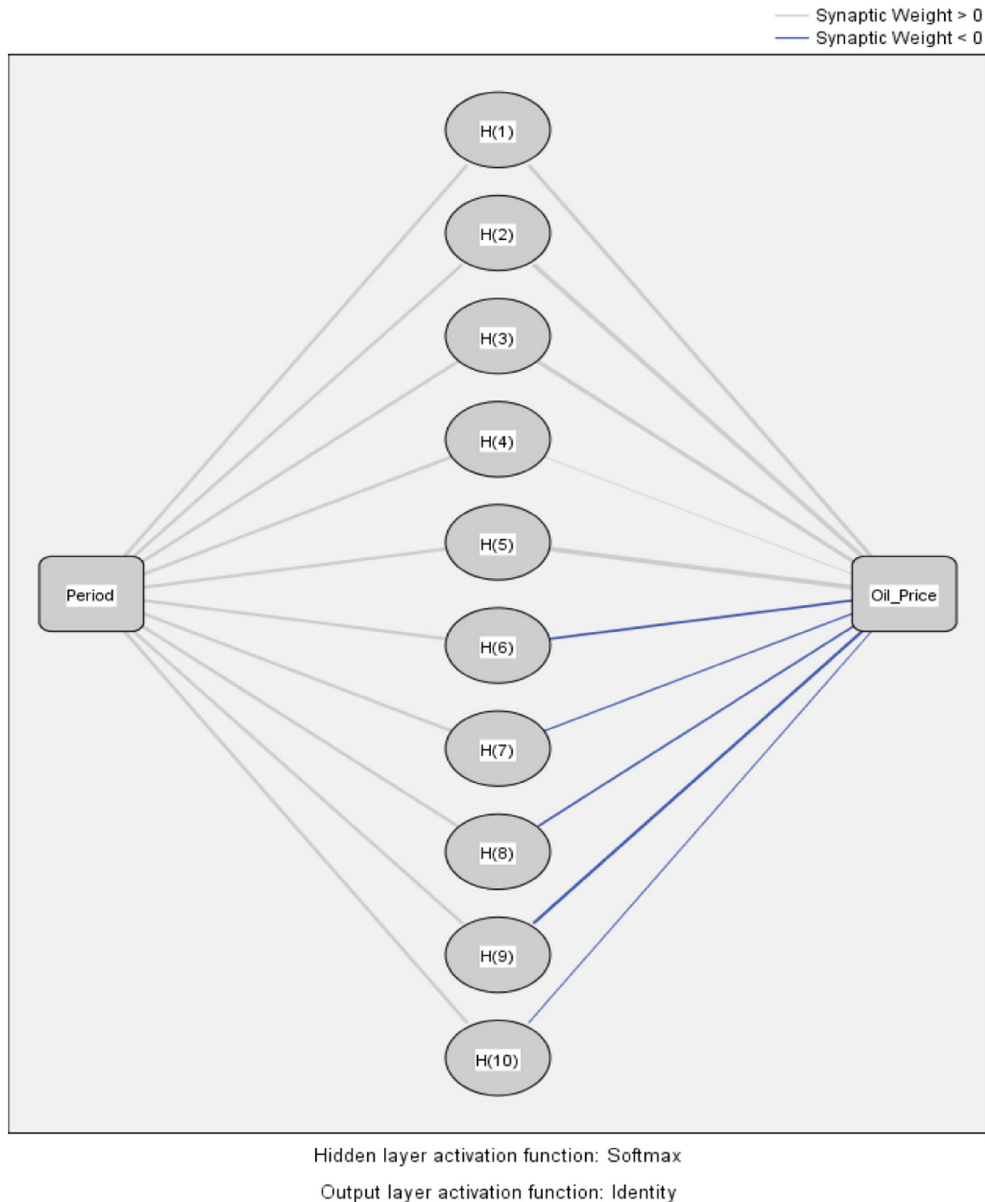 Synaptic Weight > 0
Synaptic Weight < 0
H(1)
H(2)
H(3)
H(4)
H(5)
Period
Oil_Price
H(6)
H(7)
H(8)
H(9)
H(10)
Hidden layer activation function: Softmax
Output layer activation function: Identity